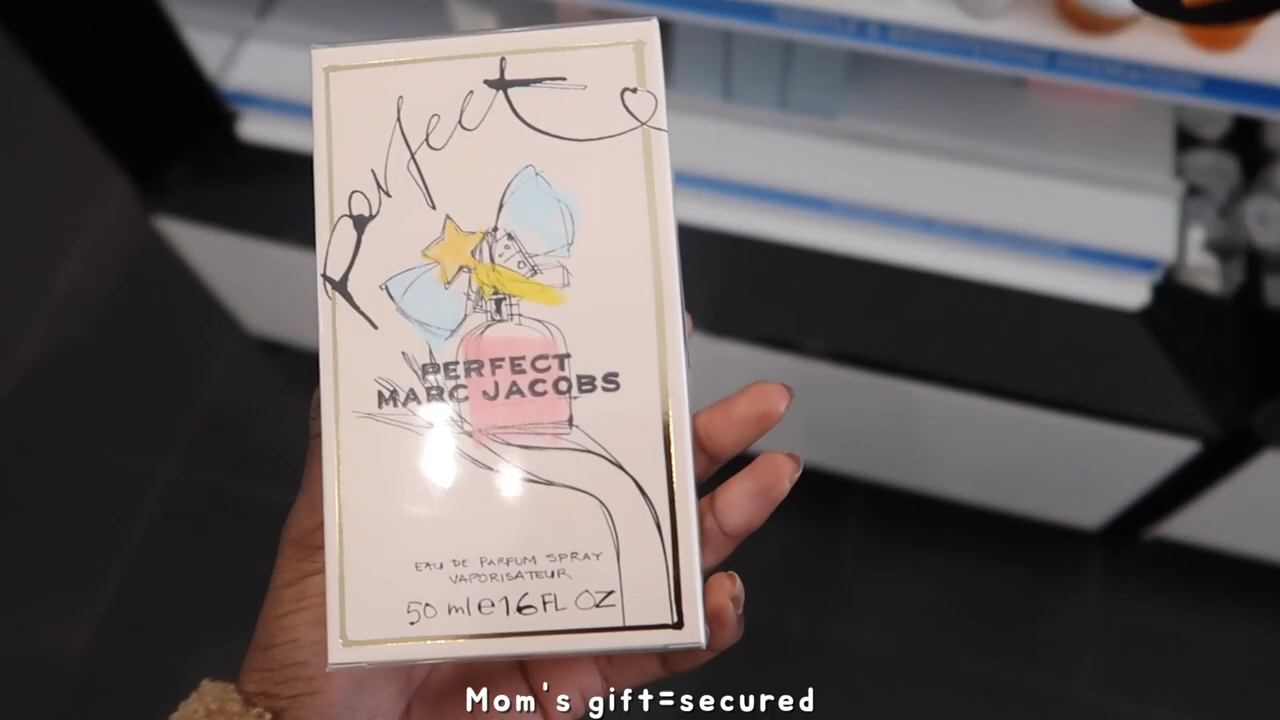 Perfect
PERFECT
MARC JACOBS
EAU DE PARFUM SPRAY
VAPORISATEUR
50 ml e 1.6 FL OZ
Mom's gift=secured